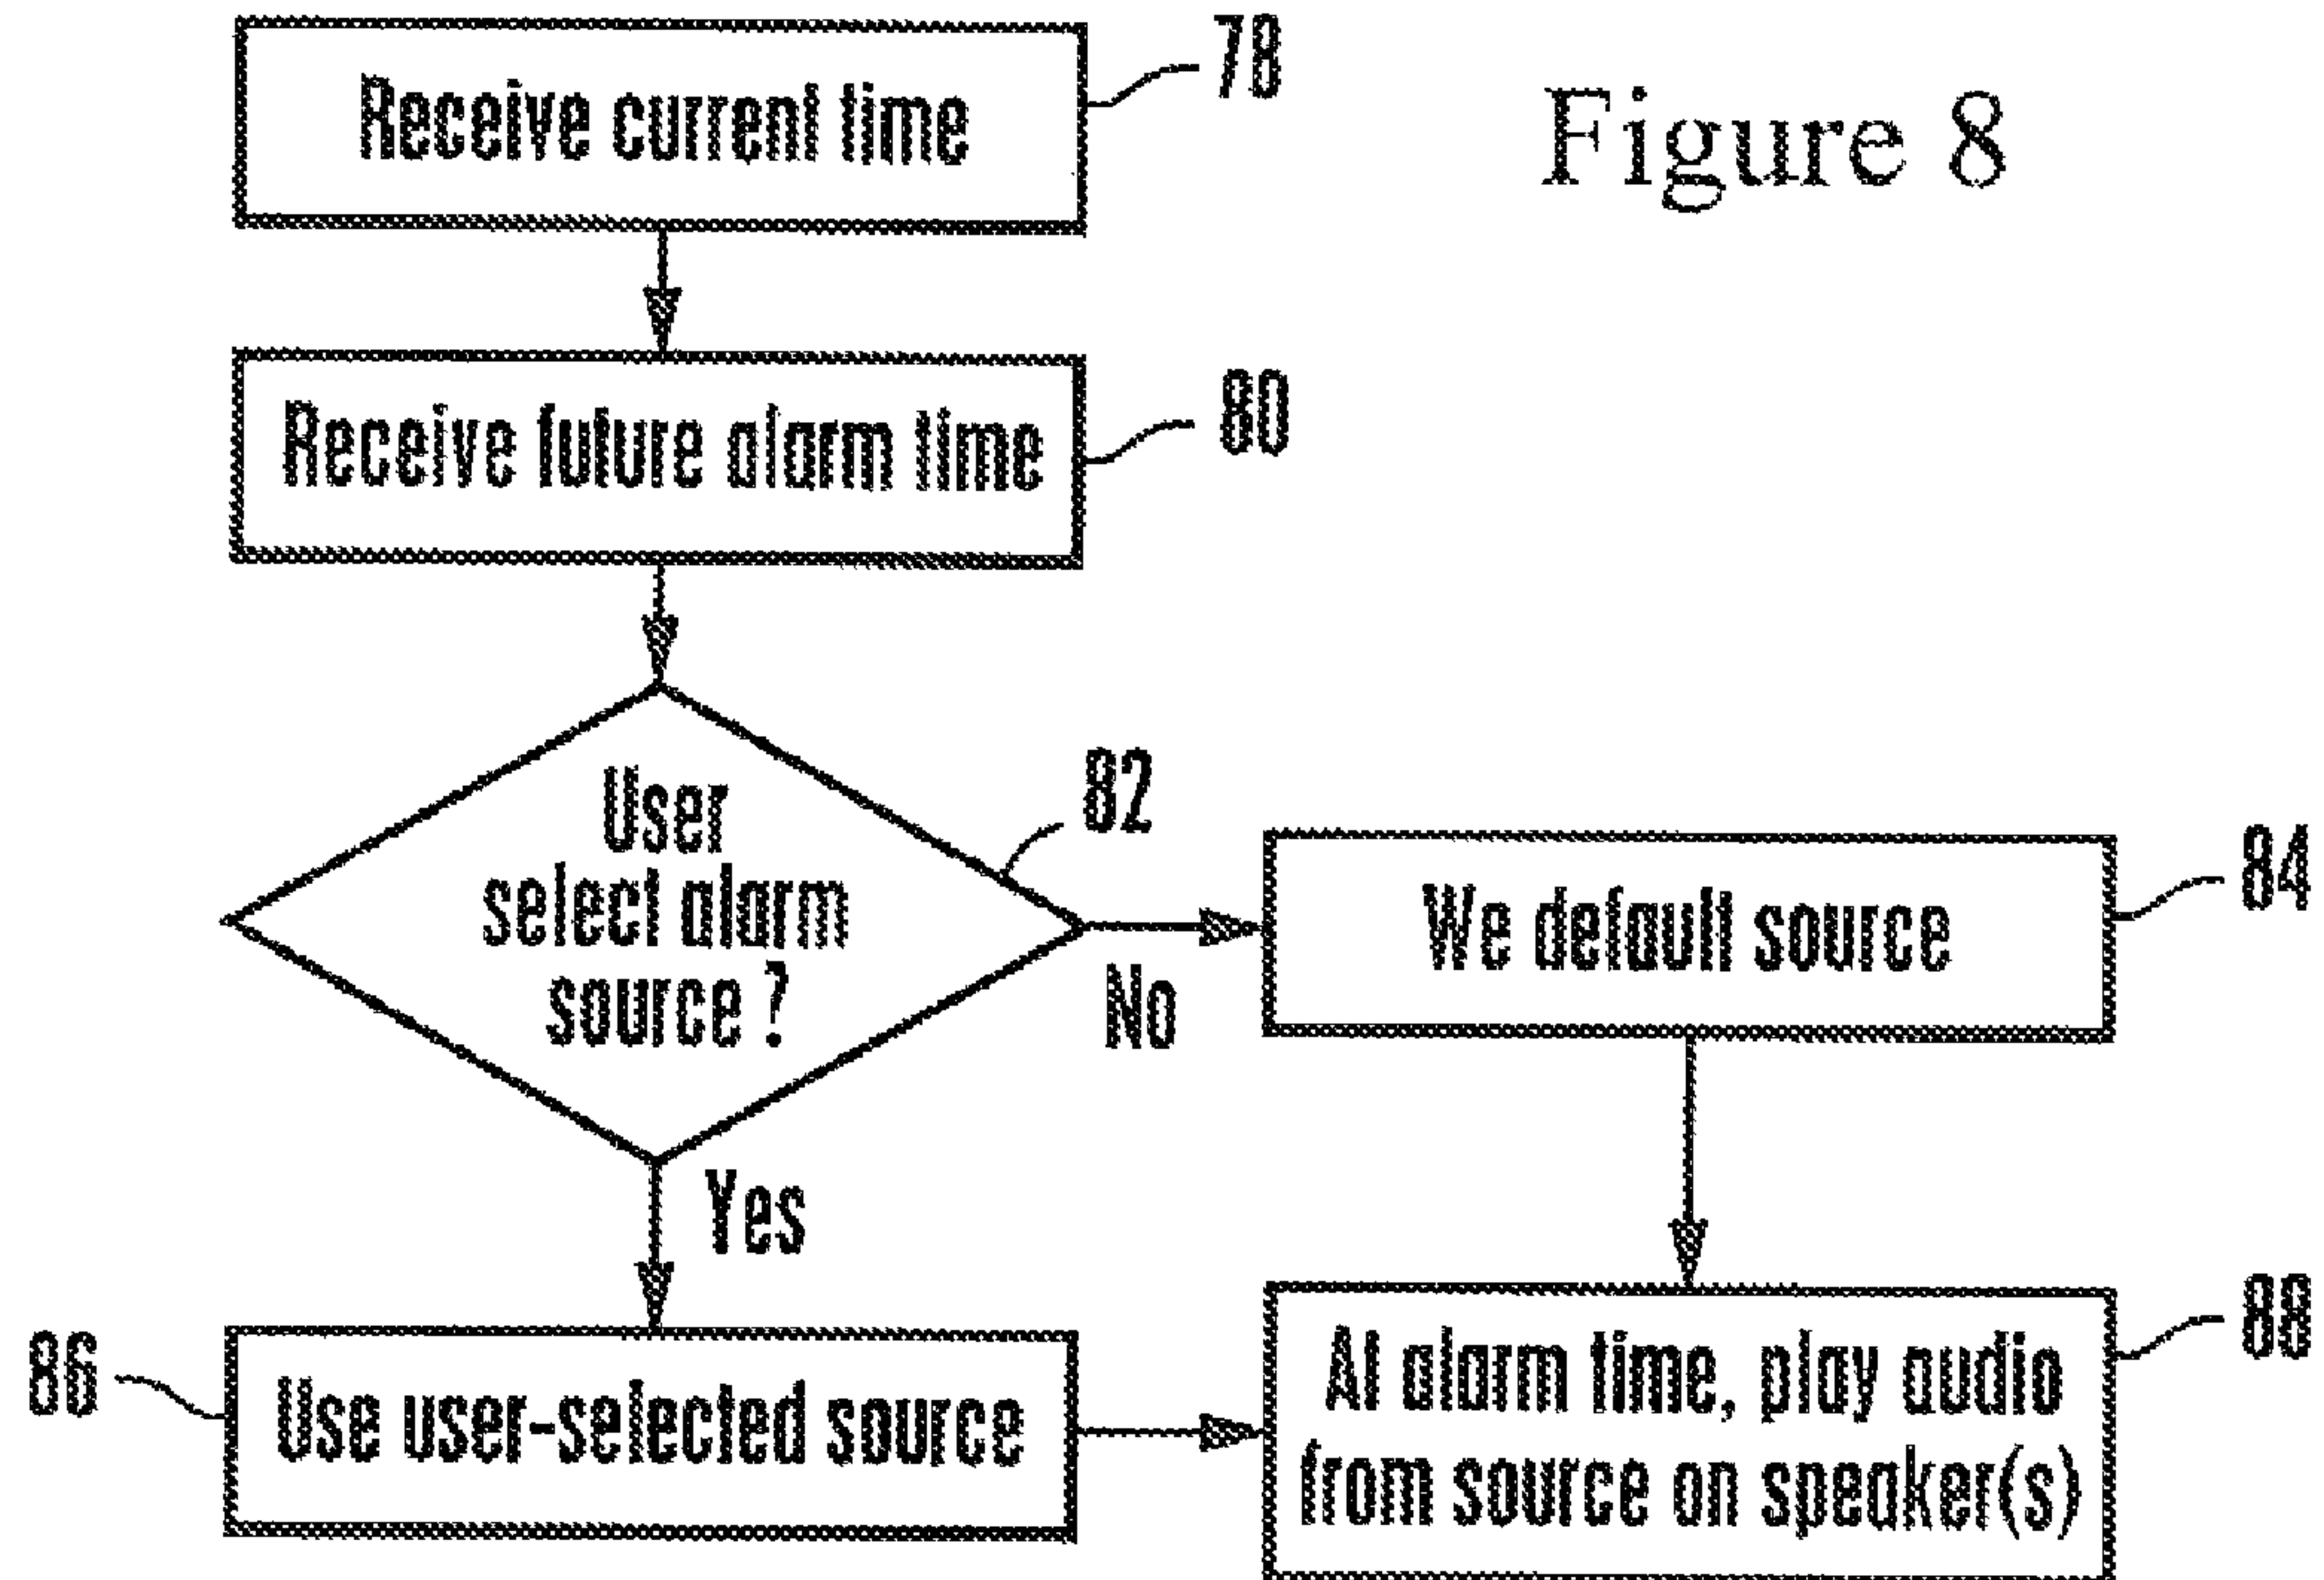 Receive current time
78
Figure 8
Receive future alarm time
80
User
select alarm
source ?
82
No
We default source
84
Yes
86
Use user-selected source
At alarm time, play audio
from source on speaker(s)
88